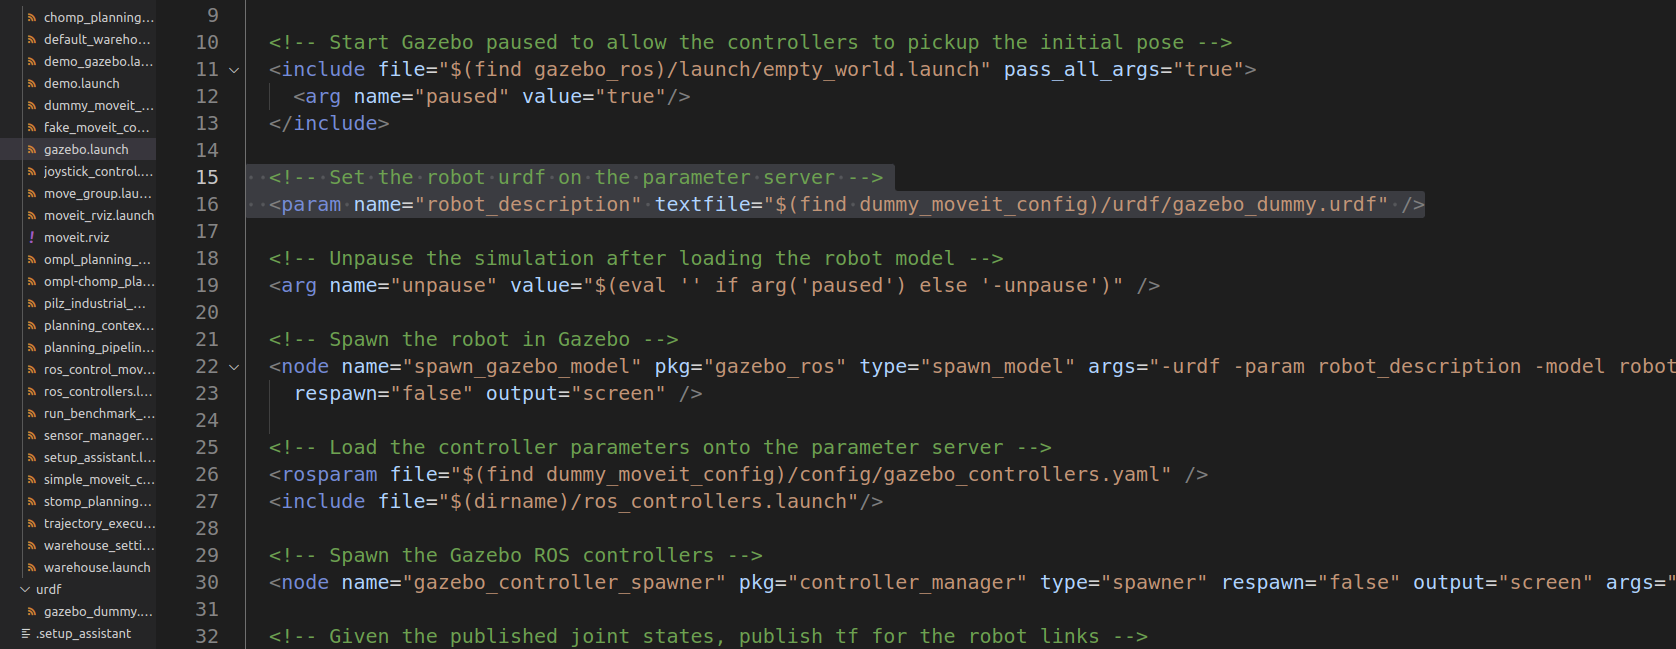 chomp_planning...
default_wareho...
demo_gazebo.la...
demo.launch
dummy_moveit_...
fake_moveit_co...
gazebo.launch
joystick_control....
move_group.lau...
moveit_rviz.launch
moveit.rviz
ompl_planning_...
ompl-chomp_pla...
pilz_industrial_...
planning_contex...
planning_pipelin...
ros_control_mov...
ros_controllers.l...
run_benchmark_...
sensor_manager...
setup_assistant.l...
simple_moveit_c...
stomp_planning...
trajectory_execu...
warehouse_setti...
warehouse.launch
urdf
gazebo_dummy....
.setup_assistant
9
10 <!-- Start Gazebo paused to allow the controllers to pickup the initial pose -->
11 <include file="$(find gazebo_ros)/launch/empty_world.launch" pass_all_args="true">
12 <arg name="paused" value="true"/>
13 </include>
14
15 <!-- Set the robot urdf on the parameter server -->
16 <param name="robot_description" textfile="$(find dummy_moveit_config)/urdf/gazebo_dummy.urdf" />
17
18 <!-- Unpause the simulation after loading the robot model -->
19 <arg name="unpause" value="$(eval '' if arg('paused') else '-unpause')" />
20
21 <!-- Spawn the robot in Gazebo -->
22 <node name="spawn_gazebo_model" pkg="gazebo_ros" type="spawn_model" args="-urdf -param robot_description -model robot
23 respawn="false" output="screen" />
24
25 <!-- Load the controller parameters onto the parameter server -->
26 <rosparam file="$(find dummy_moveit_config)/config/gazebo_controllers.yaml" />
27 <include file="$(dirname)/ros_controllers.launch"/>
28
29 <!-- Spawn the Gazebo ROS controllers -->
30 <node name="gazebo_controller_spawner" pkg="controller_manager" type="spawner" respawn="false" output="screen" args="
31
32 <!-- Given the published joint states, publish tf for the robot links -->